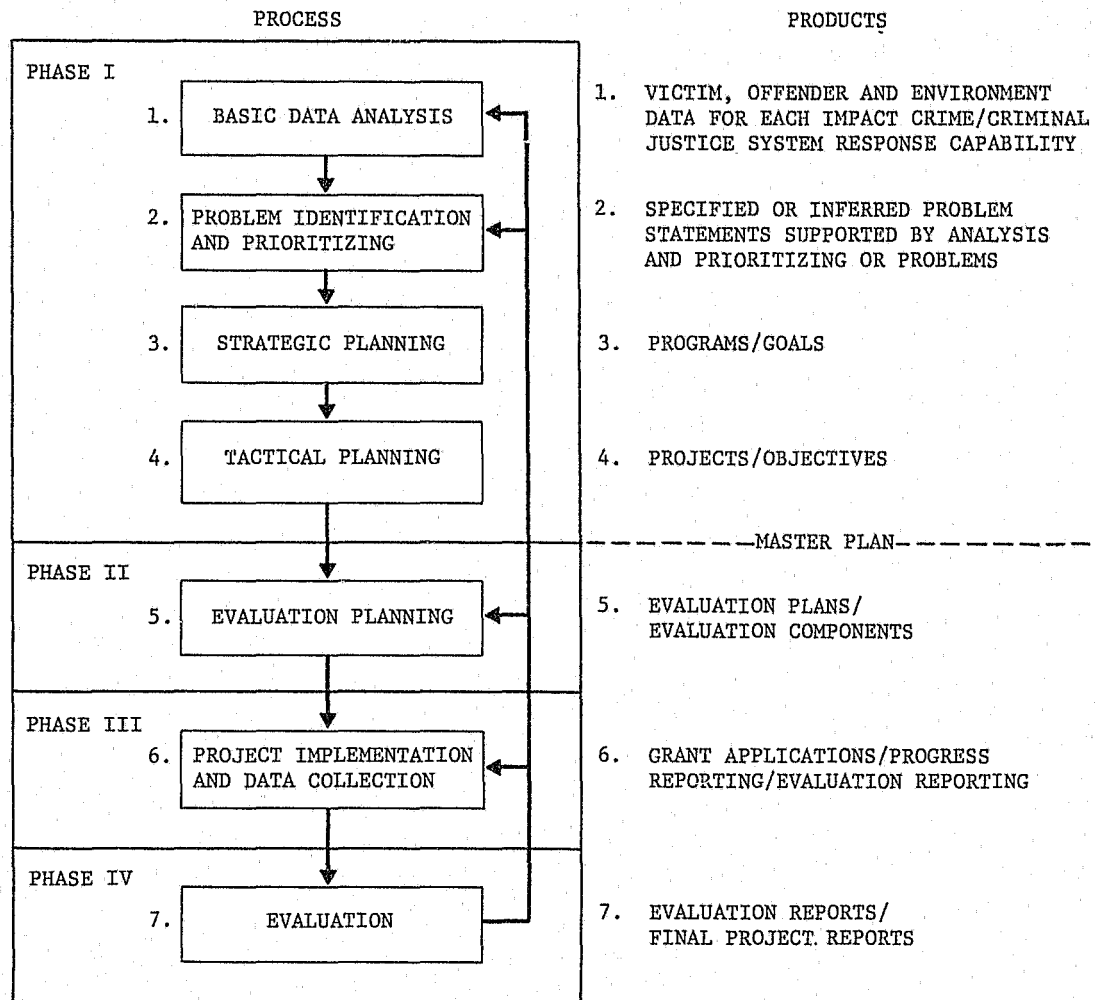 PROCESS
PRODUCTS
PHASE I
1. BASIC DATA ANALYSIS
1. VICTIM, OFFENDER AND ENVIRONMENT
DATA FOR EACH IMPACT CRIME/CRIMINAL
JUSTICE SYSTEM RESPONSE CAPABILITY
2. PROBLEM IDENTIFICATION
AND PRIORITIZING
2. SPECIFIED OR INFERRED PROBLEM
STATEMENTS SUPPORTED BY ANALYSIS
AND PRIORITIZING OR PROBLEMS
3. STRATEGIC PLANNING
3. PROGRAMS/GOALS
4. TACTICAL PLANNING
4. PROJECTS/OBJECTIVES
MASTER PLAN
PHASE II
5. EVALUATION PLANNING
5. EVALUATION PLANS/
EVALUATION COMPONENTS
PHASE III
6. PROJECT IMPLEMENTATION
AND DATA COLLECTION
6. GRANT APPLICATIONS/PROGRESS
REPORTING/EVALUATION REPORTING
PHASE IV
7. EVALUATION
7. EVALUATION REPORTS/
FINAL PROJECT. REPORTS